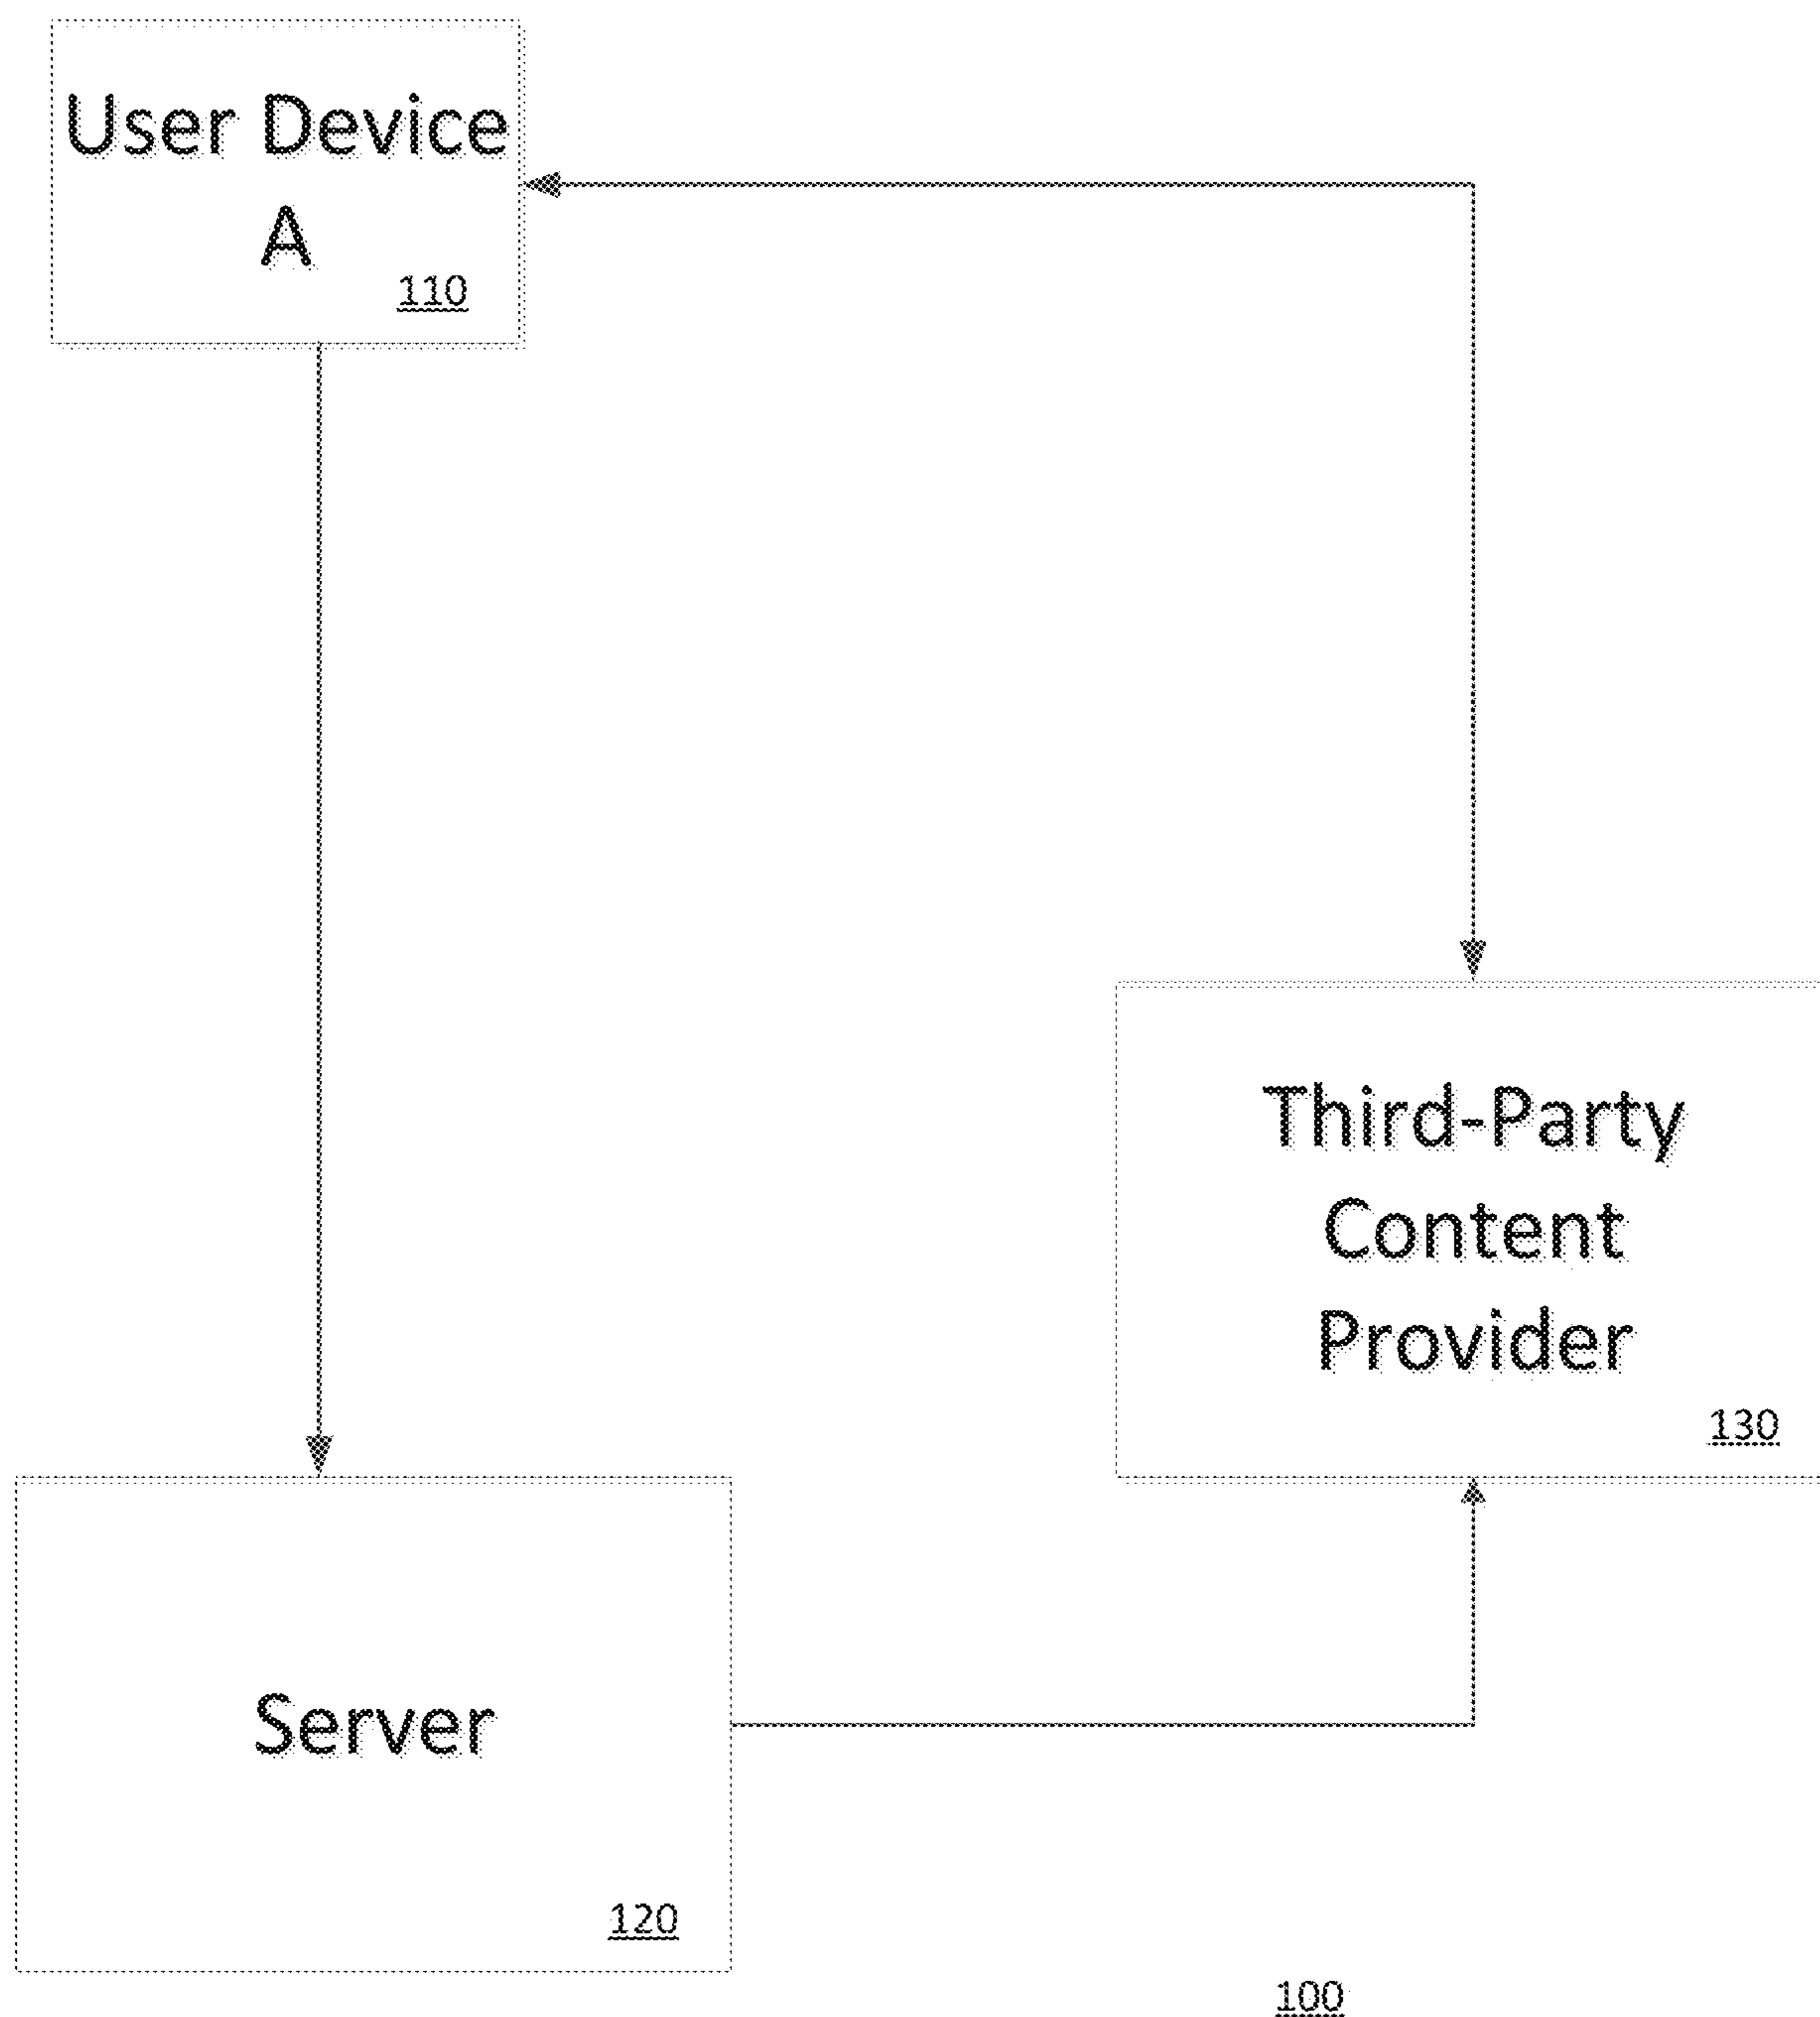 User Device
A
110
Third-Party
Content
Provider
130
Server
120
100